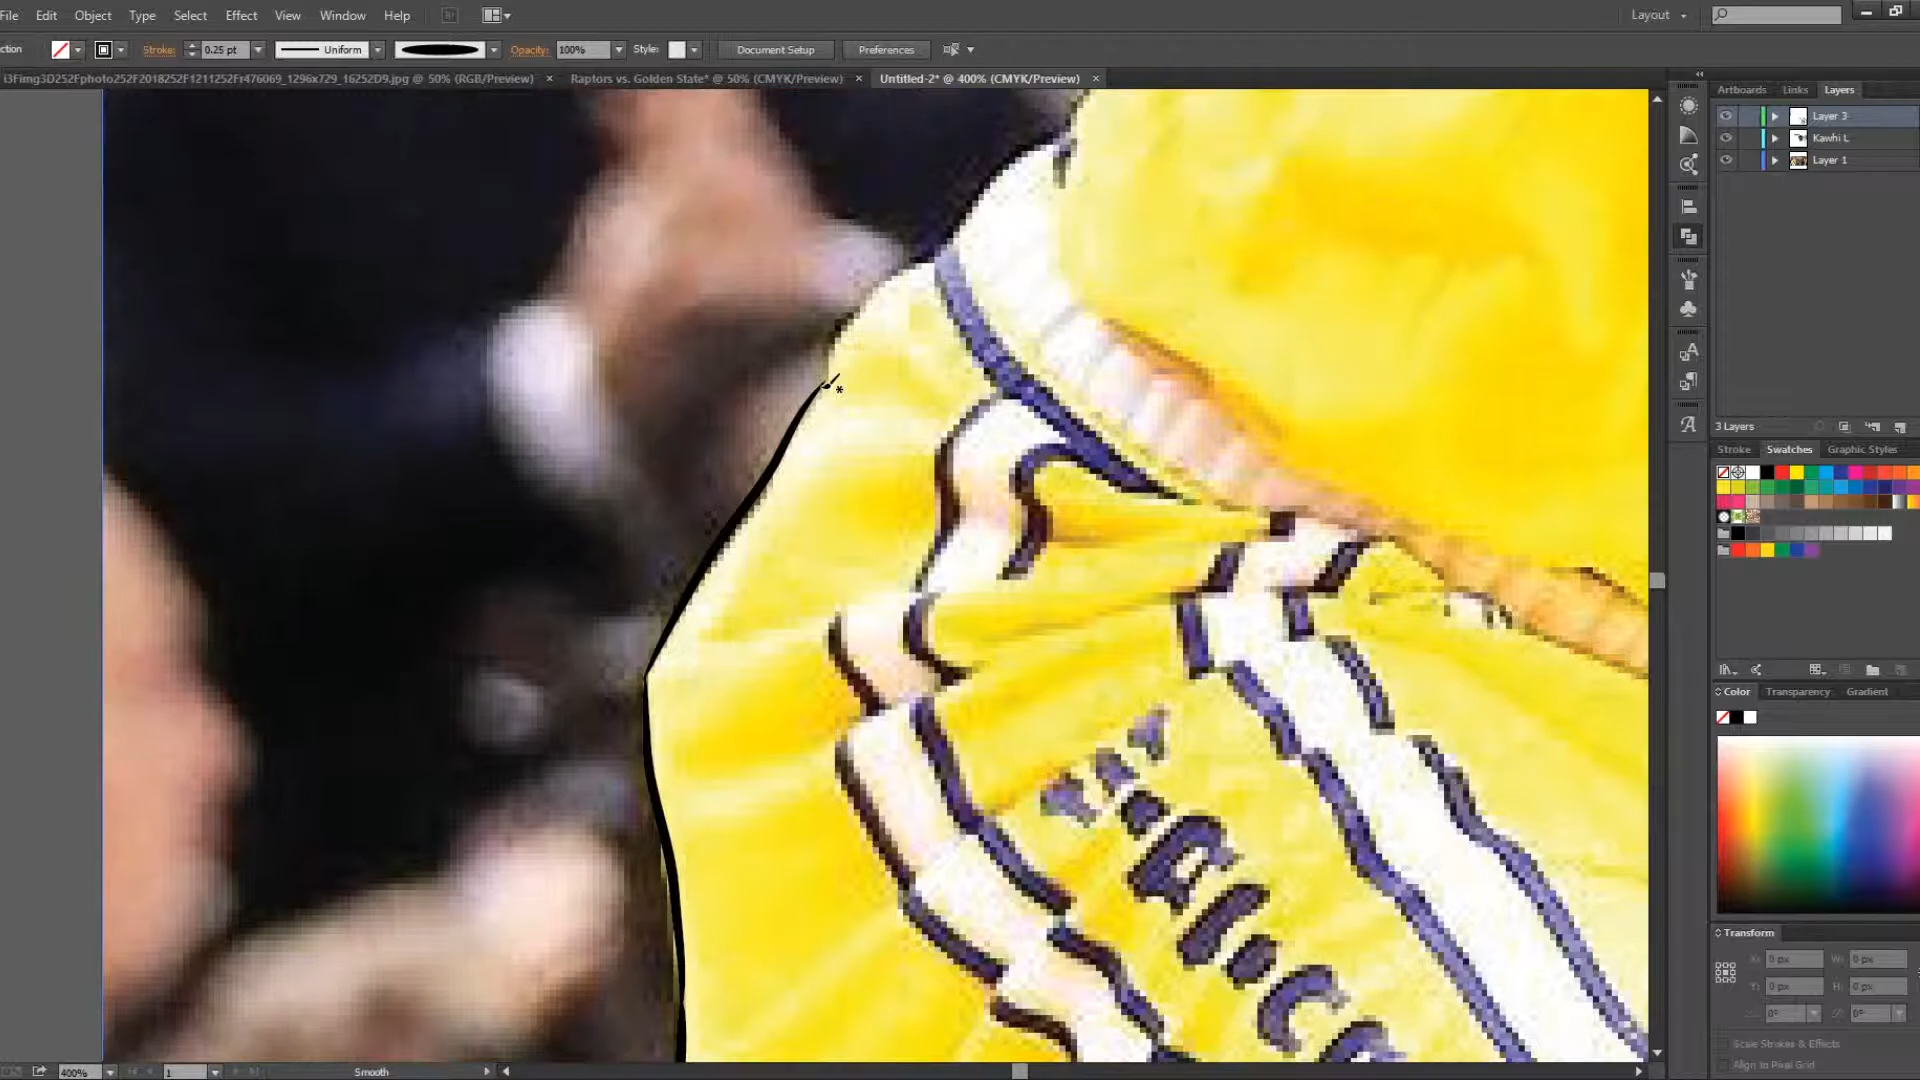 File Edit Object Type Select Effect View Window Help Layout
ction Stroke: 0.25 pt Uniform Opacity: 100% Style: Document Setup Preferences
i3Fimg3D252Fphoto252F2018252F1211252Fr476069_1296x729_16252D9.jpg @ 50% (RGB/Preview) × Raptors vs. Golden State* @ 50% (CMYK/Preview) × Untitled-2* @ 400% (CMYK/Preview) ×
Artboards Links Layers
Layer 3
Kawhi L
Layer 1
3 Layers
Stroke Swatches Graphic Styles
Color Transparency Gradient
Transform
X: 0 px W: 0 px
Y: 0 px H: 0 px
0° 0°
Scale Strokes & Effects
Align to Pixel Grid
400% 1 Smooth